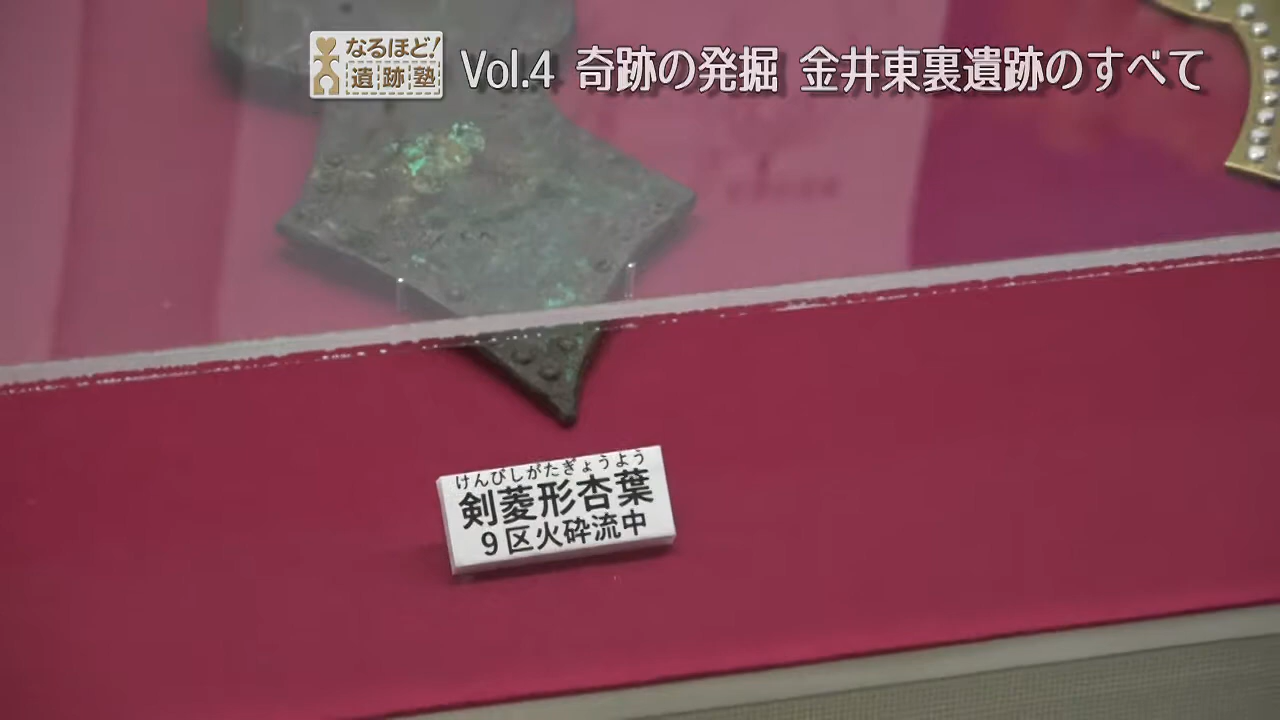 なるほど!
遺跡塾
Vol.4 奇跡の発掘 金井東裏遺跡のすべて
けんびしがたぎょうよう
剣菱形杏葉
9区火砕流中